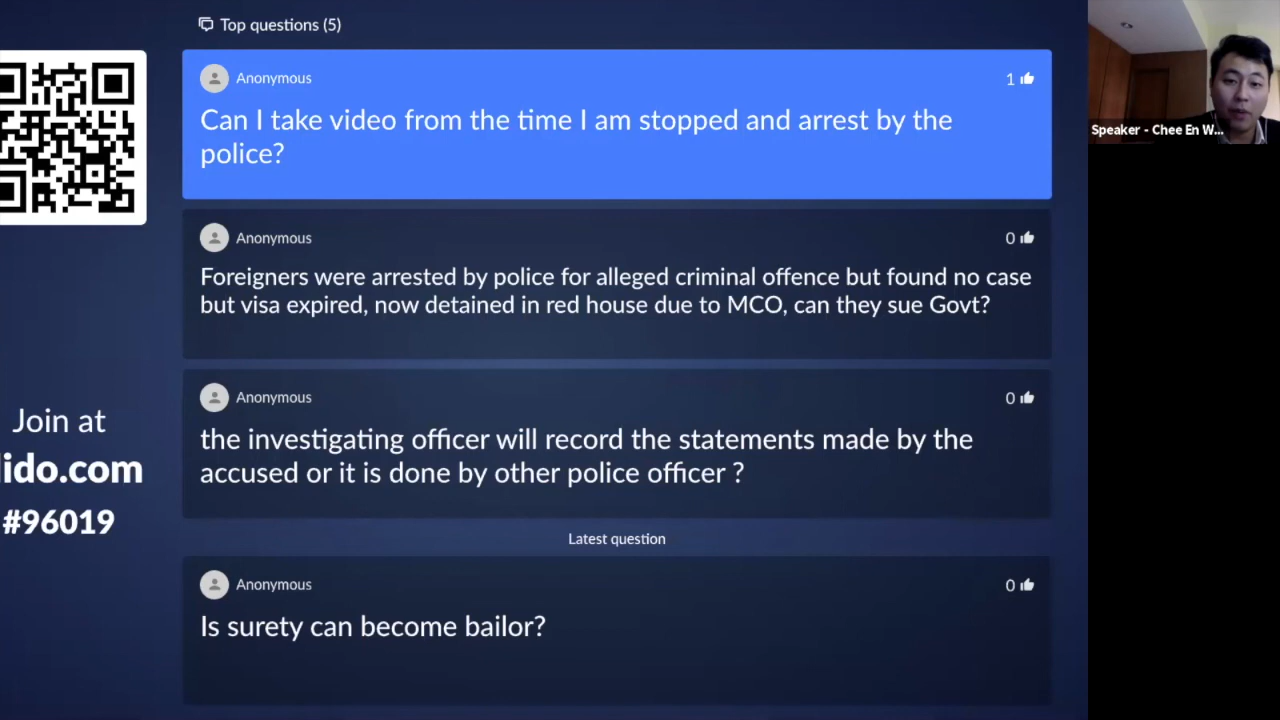 Top questions (5)
Anonymous
1
Can I take video from the time I am stopped and arrest by the
police?
Anonymous
0
Foreigners were arrested by police for alleged criminal offence but found no case
but visa expired, now detained in red house due to MCO, can they sue Govt?
Anonymous
0
the investigating officer will record the statements made by the
accused or it is done by other police officer ?
Latest question
Anonymous
0
Is surety can become bailor?
Join at
lido.com
#96019
Speaker - Chee En W...